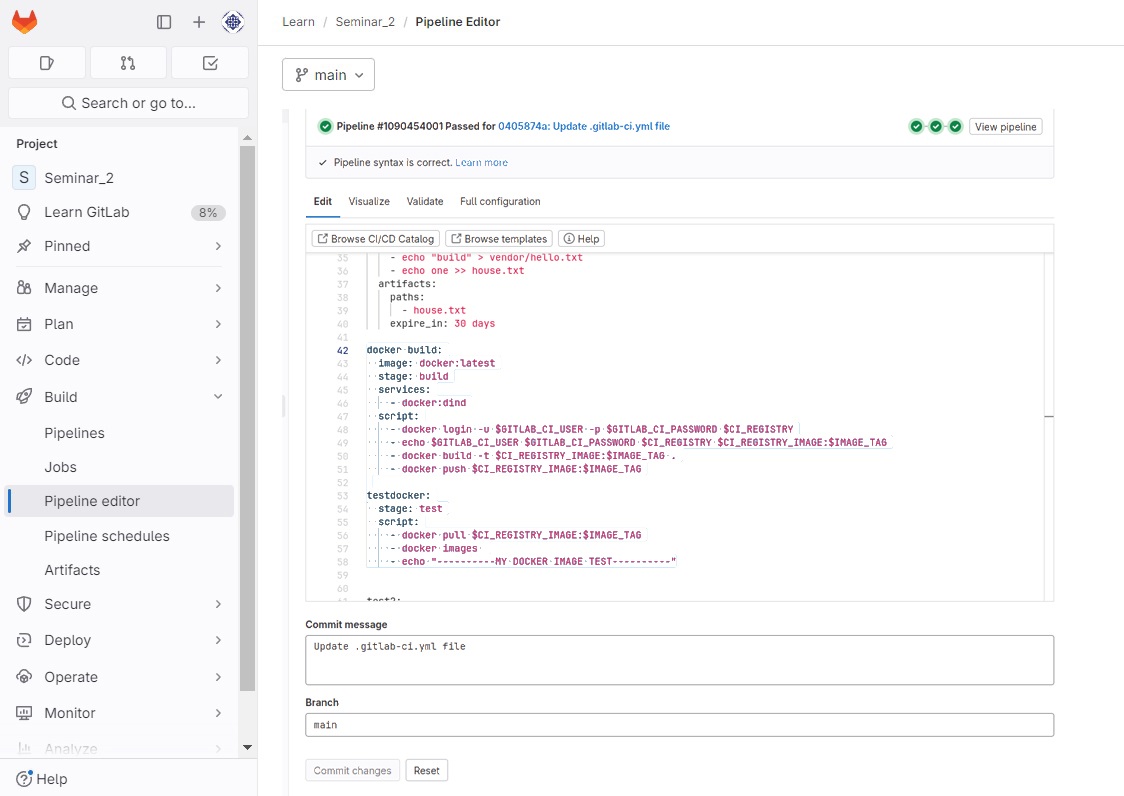 Learn / Seminar_2 / Pipeline Editor
Search or go to...
Project
S Seminar_2
Learn GitLab 8%
Pinned
Manage
Plan
Code
Build
Pipelines
Jobs
Pipeline editor
Pipeline schedules
Artifacts
Secure
Deploy
Operate
Monitor
Analyze
Help
main
Pipeline #1090454001 Passed for 0405874a: Update .gitlab-ci.yml file
View pipeline
Pipeline syntax is correct. Learn more
Edit Visualize Validate Full configuration
Browse CI/CD Catalog Browse templates Help
35 - echo "build" > vendor/hello.txt
36 - echo one >> house.txt
37 artifacts:
38 paths:
39 - house.txt
40 expire_in: 30 days
41
42 docker build:
43 image: docker:latest
44 stage: build
45 services:
46 - docker:dind
47 script:
48 - docker login -u $GITLAB_CI_USER -p $GITLAB_CI_PASSWORD $CI_REGISTRY
49 - echo $GITLAB_CI_USER $GITLAB_CI_PASSWORD $CI_REGISTRY $CI_REGISTRY_IMAGE:$IMAGE_TAG
50 - docker build -t $CI_REGISTRY_IMAGE:$IMAGE_TAG .
51 - docker push $CI_REGISTRY_IMAGE:$IMAGE_TAG
52
53 testdocker:
54 stage: test
55 script:
56 - docker pull $CI_REGISTRY_IMAGE:$IMAGE_TAG
57 - docker images
58 - echo "----------MY DOCKER IMAGE TEST----------"
59
60
61 test2:
Commit message
Update .gitlab-ci.yml file
Branch
main
Commit changes Reset